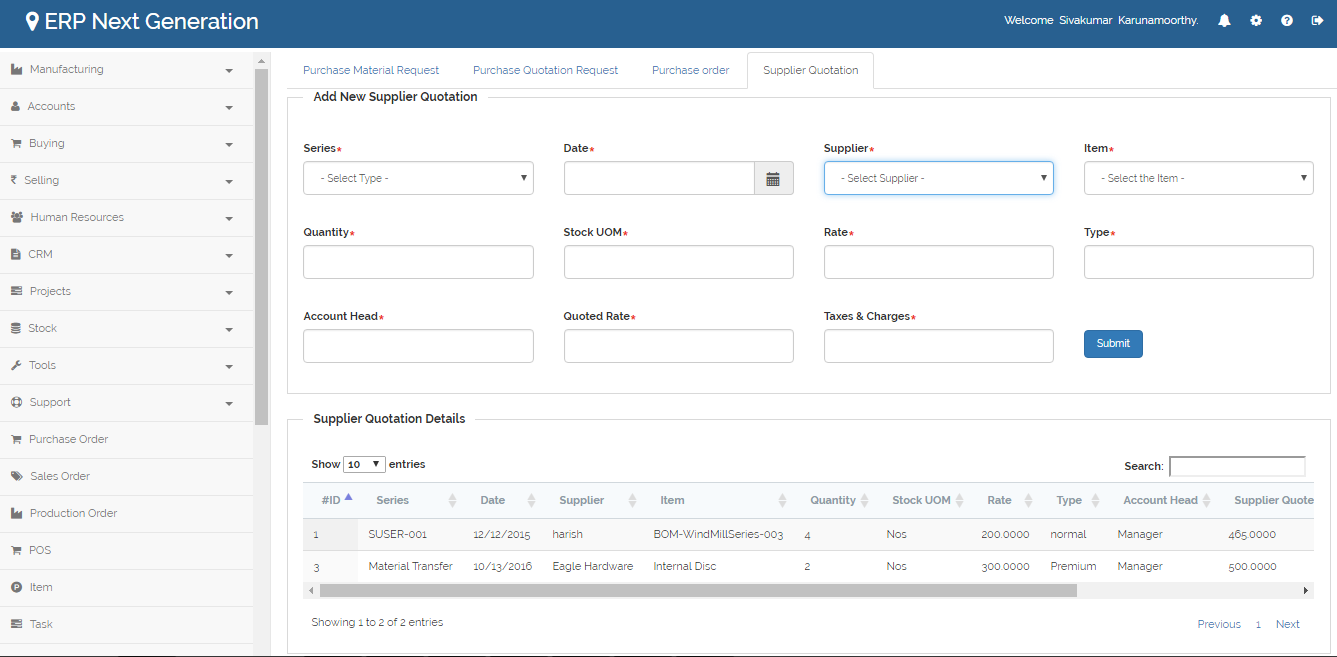 ERP Next Generation
Welcome Sivakumar Karunamoorthy.
Manufacturing
Accounts
Buying
Selling
Human Resources
CRM
Projects
Stock
Tools
Support
Purchase Order
Sales Order
Production Order
POS
Item
Task
Purchase Material Request Purchase Quotation Request Purchase order Supplier Quotation
Add New Supplier Quotation
Series* Date* Supplier* Item*
- Select Type - - Select Supplier - - Select the Item -
Quantity* Stock UOM* Rate* Type*
Account Head* Quoted Rate* Taxes & Charges*
Submit
Supplier Quotation Details
Show 10 entries Search:
#ID Series Date Supplier Item Quantity Stock UOM Rate Type Account Head Supplier Quote
1 SUSER-001 12/12/2015 harish BOM-WindMillSeries-003 4 Nos 200.0000 normal Manager 465.0000
3 Material Transfer 10/13/2016 Eagle Hardware Internal Disc 2 Nos 300.0000 Premium Manager 500.0000
Showing 1 to 2 of 2 entries Previous 1 Next